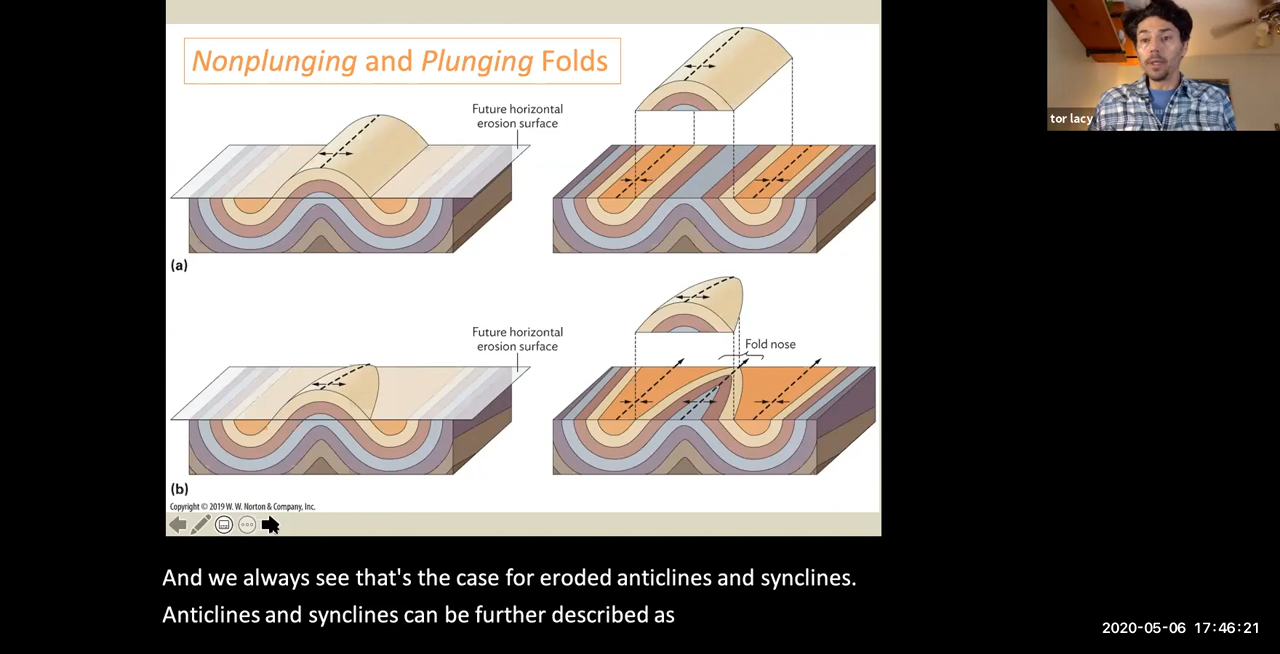 Nonplunging and Plunging Folds
Future horizontal
erosion surface
(a)
Future horizontal
erosion surface
Fold nose
(b)
Copyright © 2019 W. W. Norton & Company, Inc.
tor lacy
And we always see that's the case for eroded anticlines and synclines.
Anticlines and synclines can be further described as
2020-05-06 17:46:21